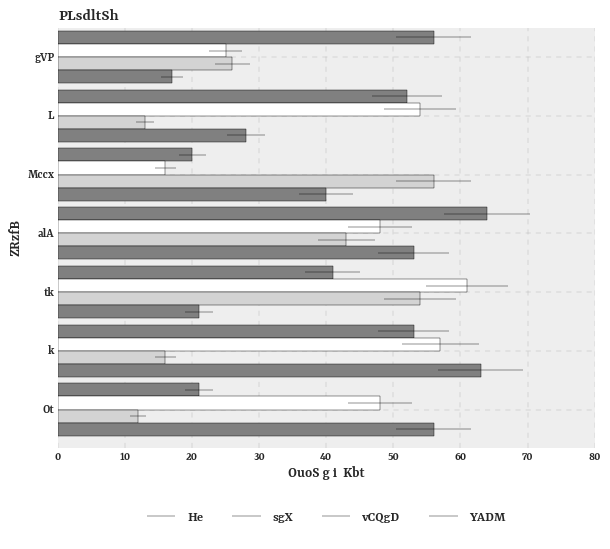 PLsdltSh
gVP
L
Mccx
alA
tk
k
Ot
ZRzfB
0 10 20 30 40 50 60 70 80
OuoS g i Kbt
He sgX vCQgD YADM